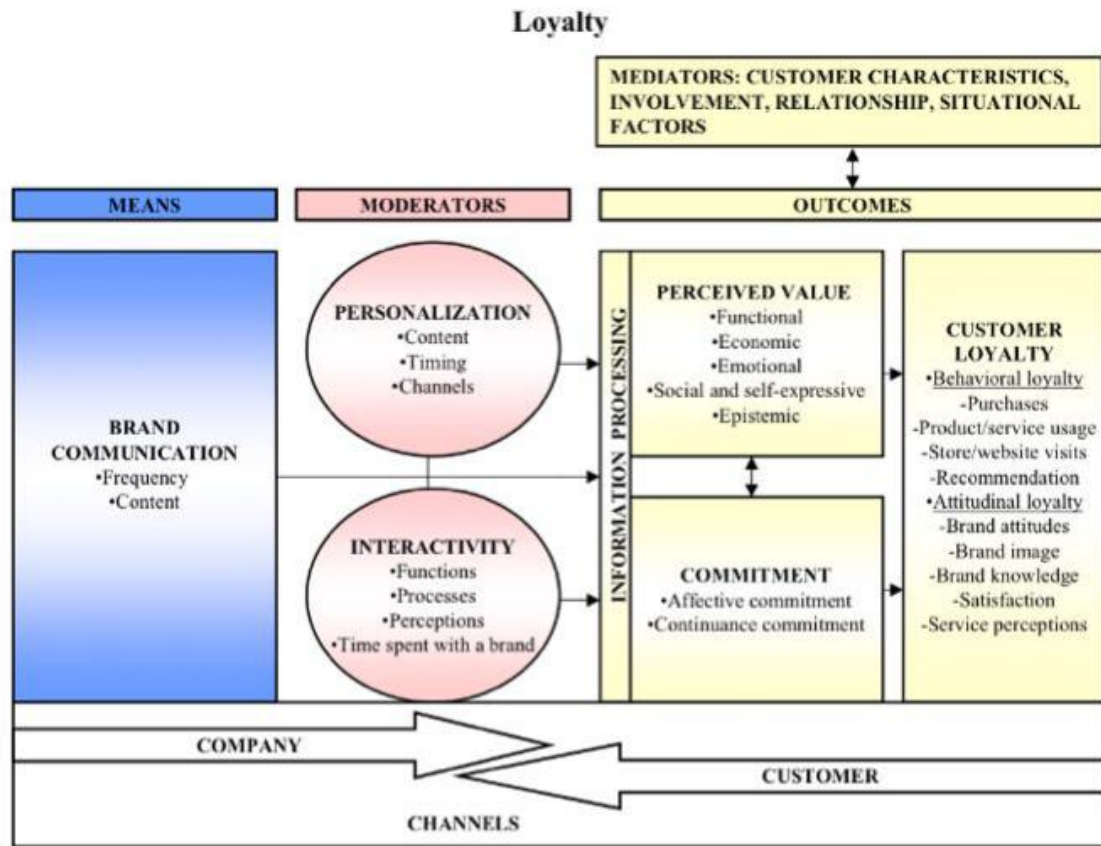 Loyalty
MEDIATORS: CUSTOMER CHARACTERISTICS,
INVOLVEMENT, RELATIONSHIP, SITUATIONAL
FACTORS
MEANS
MODERATORS
OUTCOMES
BRAND
COMMUNICATION
•Frequency
•Content
PERSONALIZATION
•Content
•Timing
•Channels
INTERACTIVITY
•Functions
•Processes
•Perceptions
•Time spent with a brand
INFORMATION PROCESSING
PERCEIVED VALUE
•Functional
•Economic
•Emotional
•Social and self-expressive
•Epistemic
COMMITMENT
•Affective commitment
•Continuance commitment
CUSTOMER
LOYALTY
•Behavioral loyalty
-Purchases
-Product/service usage
-Store/website visits
-Recommendation
•Attitudinal loyalty
-Brand attitudes
-Brand image
-Brand knowledge
-Satisfaction
-Service perceptions
COMPANY
CUSTOMER
CHANNELS